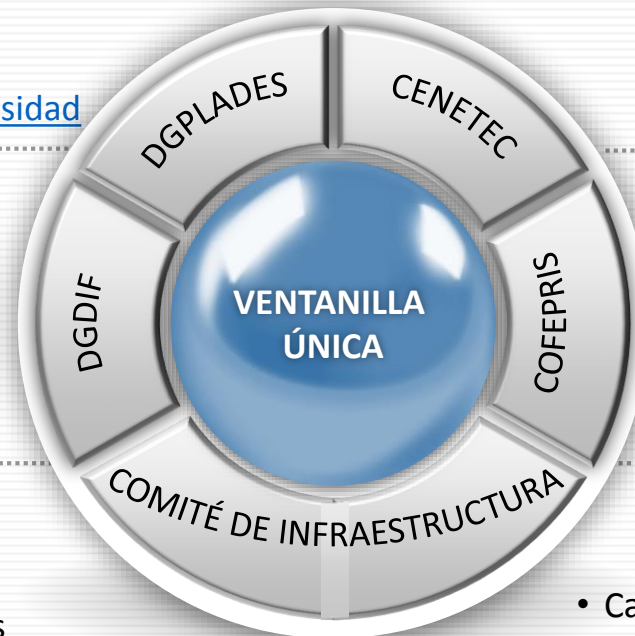 DGPLADES
CENETEC
sidad
DGDIF
VENTANILLA
ÚNICA
COFEPRIS
COMITÉ DE INFRAESTRUCTURA
• Ca
s